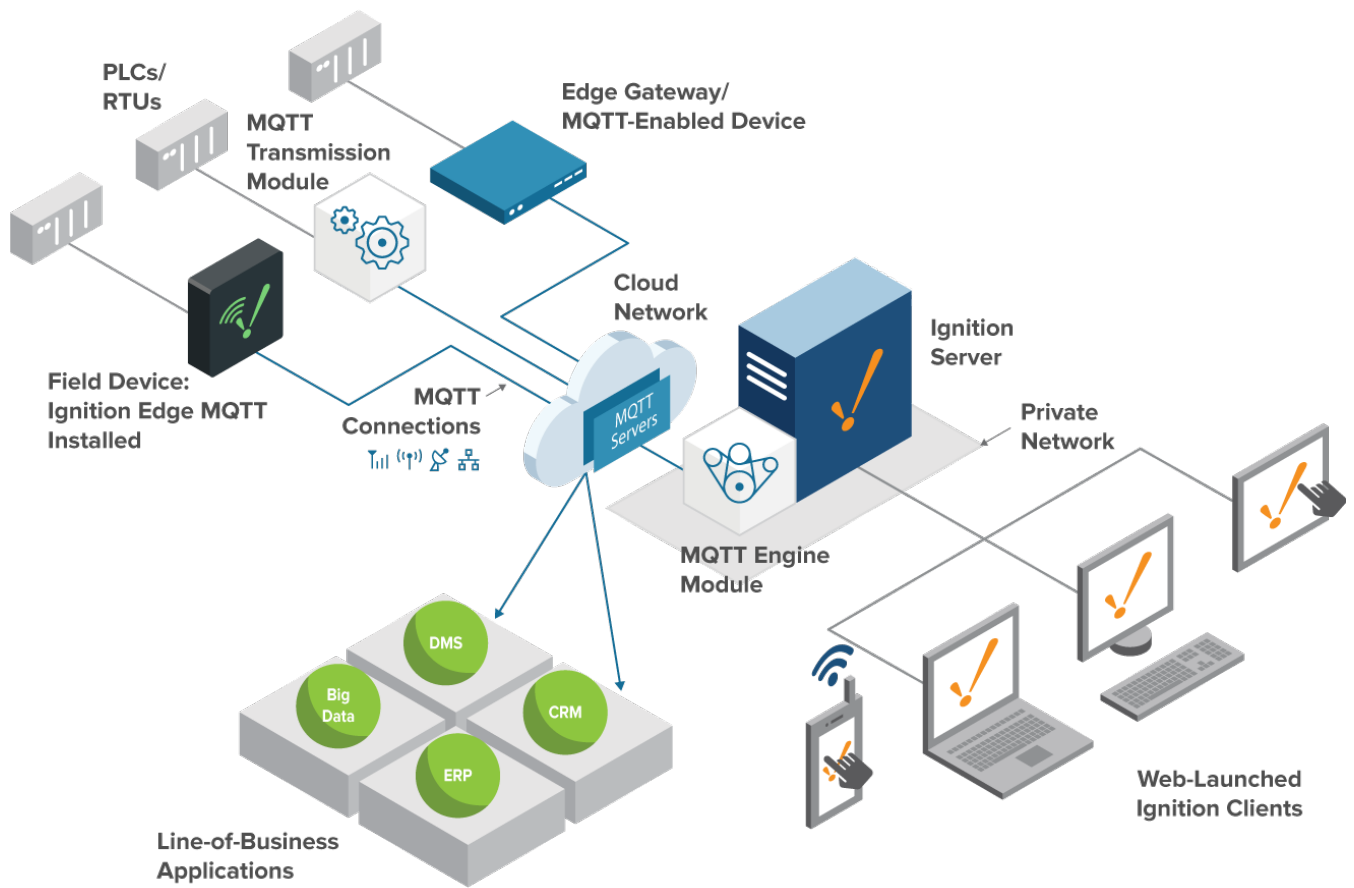 PLCs/
RTUs
MQTT
Transmission
Module
Edge Gateway/
MQTT-Enabled Device
Field Device:
Ignition Edge MQTT
Installed
MQTT
Connections
Cloud
Network
MQTT
Servers
Ignition
Server
Private
Network
MQTT Engine
Module
DMS
Big
Data
CRM
ERP
Line-of-Business
Applications
Web-Launched
Ignition Clients